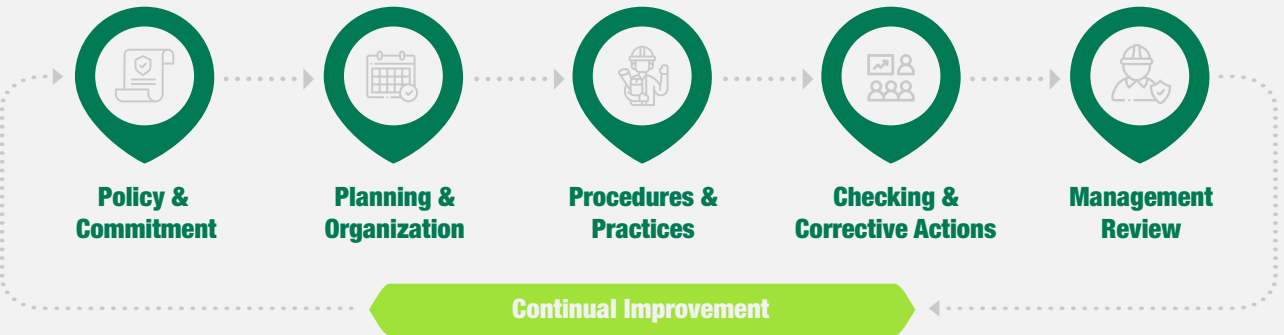 Policy &
Commitment
Planning &
Organization
Procedures &
Practices
Checking &
Corrective Actions
Management
Review
Continual Improvement